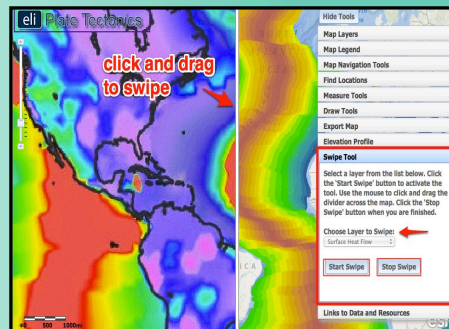 eli Plate Tectonics
click and drag
to swipe
0 500 1000m
Hide Tools
Map Layers
Map Legend
Map Navigation Tools
Find Locations
Measure Tools
Draw Tools
Export Map
Elevation Profile
Swipe Tool
Select a layer from the list below. Click
the 'Start Swipe' button to activate the
tool. Use the mouse to click and drag the
divider across the map. Click the 'Stop
Swipe' button when you are finished.
Choose Layer to Swipe:
Surface Heat Flow
Start Swipe Stop Swipe
Links to Data and Resources